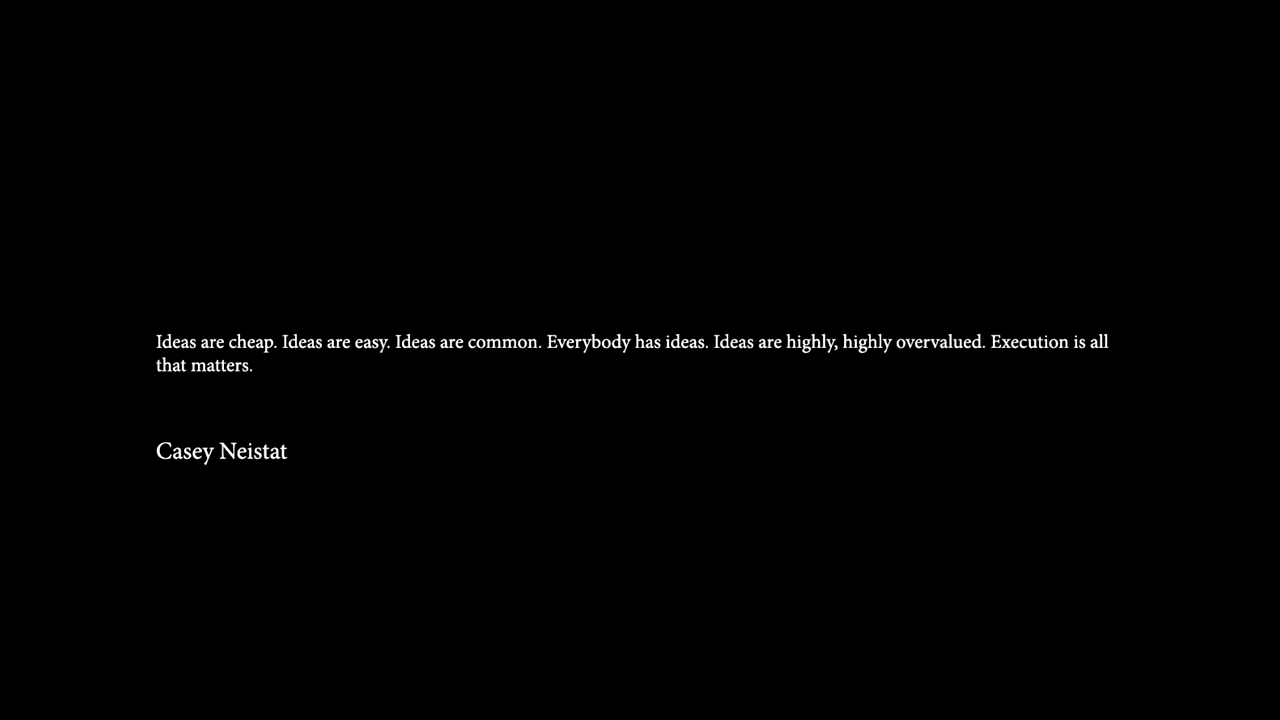 Ideas are cheap. Ideas are easy. Ideas are common. Everybody has ideas. Ideas are highly, highly overvalued. Execution is all
that matters.
Casey Neistat